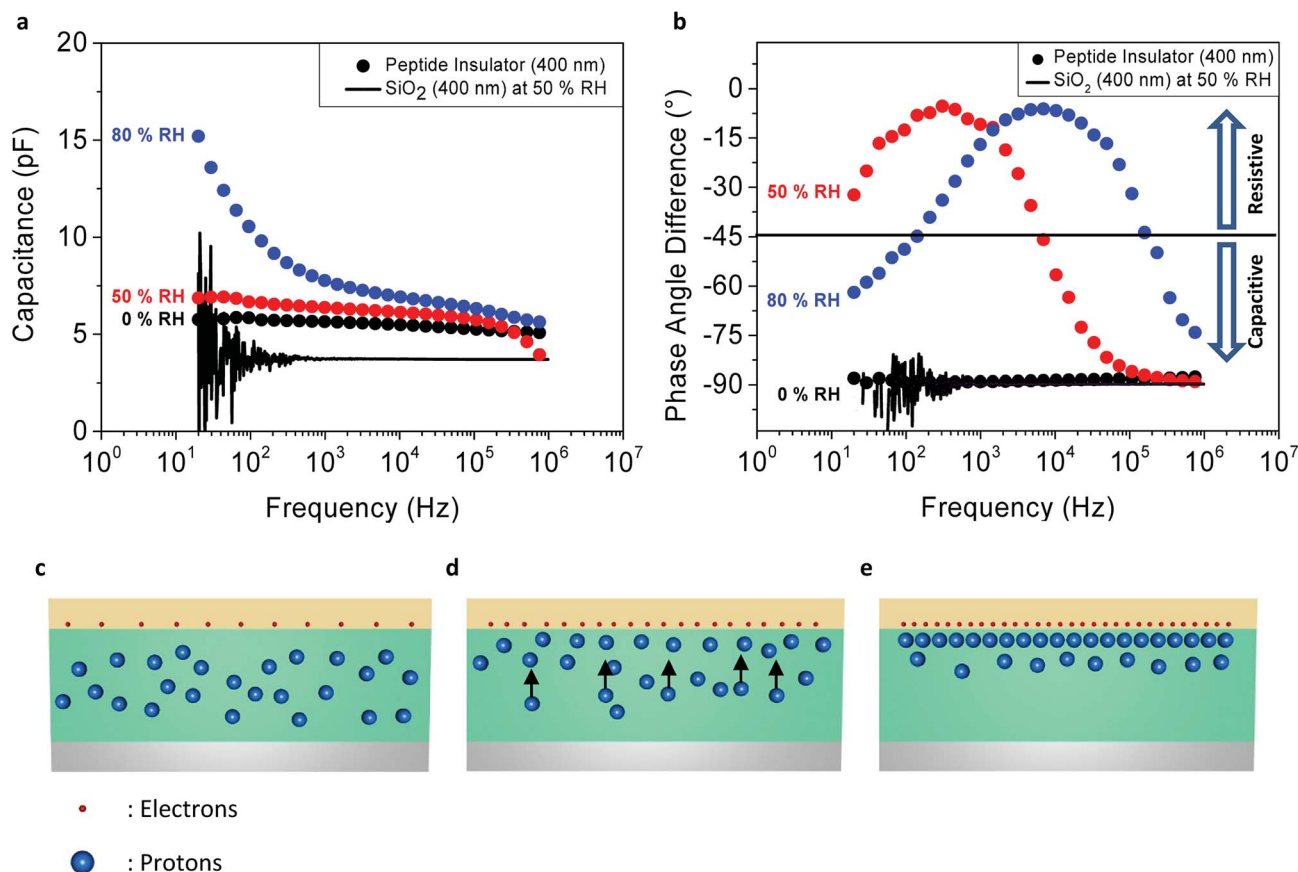 a
20
15
10
5
0
Capacitance (pF)
Peptide Insulator (400 nm)
SiO2 (400 nm) at 50 % RH
80 % RH
50 % RH
0 % RH
10^0 10^1 10^2 10^3 10^4 10^5 10^6 10^7
Frequency (Hz)
b
0
-15
-30
-45
-60
-75
-90
Phase Angle Difference (°)
Peptide Insulator (400 nm)
SiO2 (400 nm) at 50 % RH
50 % RH
80 % RH
0 % RH
Resistive
Capacitive
10^0 10^1 10^2 10^3 10^4 10^5 10^6 10^7
Frequency (Hz)
c
d
e
: Electrons
: Protons